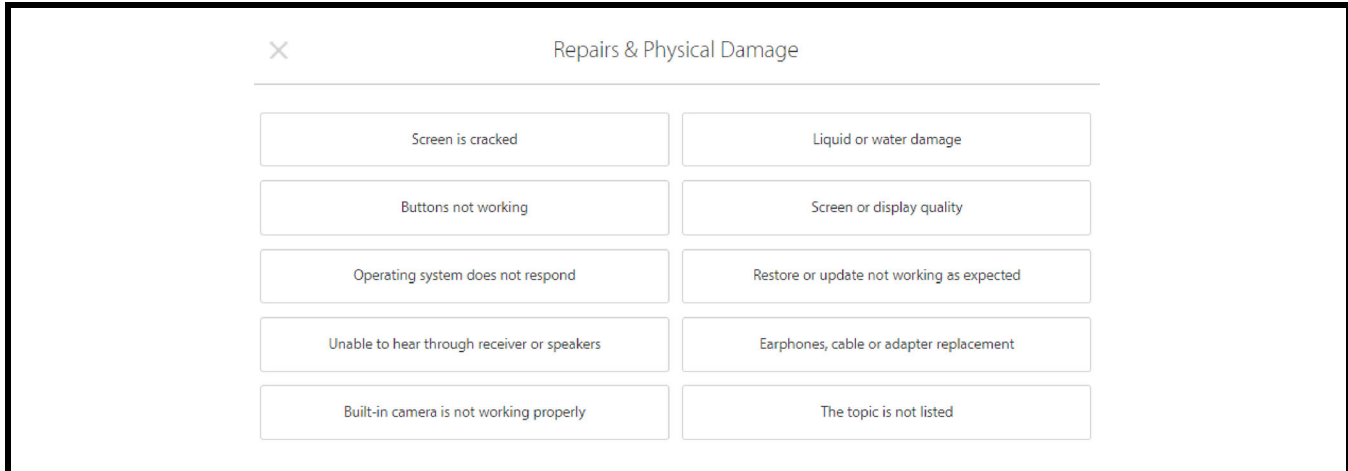 Repairs & Physical Damage
Screen is cracked
Liquid or water damage
Buttons not working
Screen or display quality
Operating system does not respond
Restore or update not working as expected
Unable to hear through receiver or speakers
Earphones, cable or adapter replacement
Built-in camera is not working properly
The topic is not listed